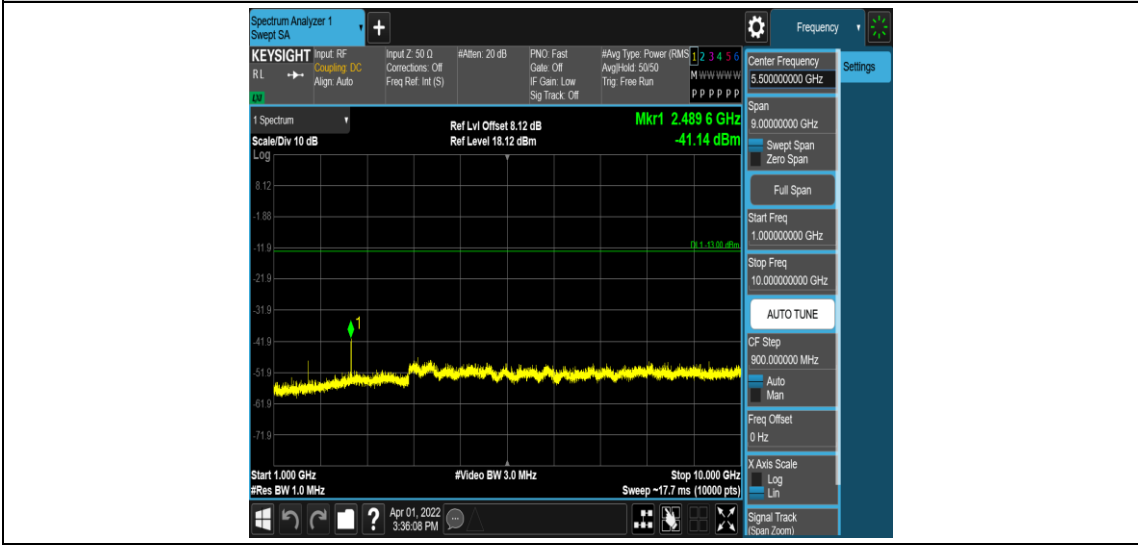 Spectrum Analyzer 1
Swept SA
Frequency
KEYSIGHT
RL
Input: RF
Coupling: DC
Align: Auto
Input Z: 50 Ω
Corrections: Off
Freq Ref: Int (S)
#Atten: 20 dB
PNO: Fast
Gate: Off
IF Gain: Low
Sig Track: Off
#Avg Type: Power (RMS
Avg|Hold: 50/50
Trig: Free Run
1 2 3 4 5 6
M W W W W W
P P P P P P
1 Spectrum
Scale/Div 10 dB
Log
Ref Lvl Offset 8.12 dB
Ref Level 18.12 dBm
Mkr1 2.489 6 GHz
-41.14 dBm
8.12
-1.88
-11.9
DL1 -13.00 dBm
-21.9
-31.9
1
-41.9
-51.9
-61.9
-71.9
Start 1.000 GHz
#Res BW 1.0 MHz
#Video BW 3.0 MHz
Stop 10.000 GHz
Sweep ~17.7 ms (10000 pts)
?
Apr 01, 2022
3:36:08 PM
Settings
Center Frequency
5.500000000 GHz
Span
9.00000000 GHz
Swept Span
Zero Span
Full Span
Start Freq
1.000000000 GHz
Stop Freq
10.000000000 GHz
AUTO TUNE
CF Step
900.000000 MHz
Auto
Man
Freq Offset
0 Hz
X Axis Scale
Log
Lin
Signal Track
(Span Zoom)